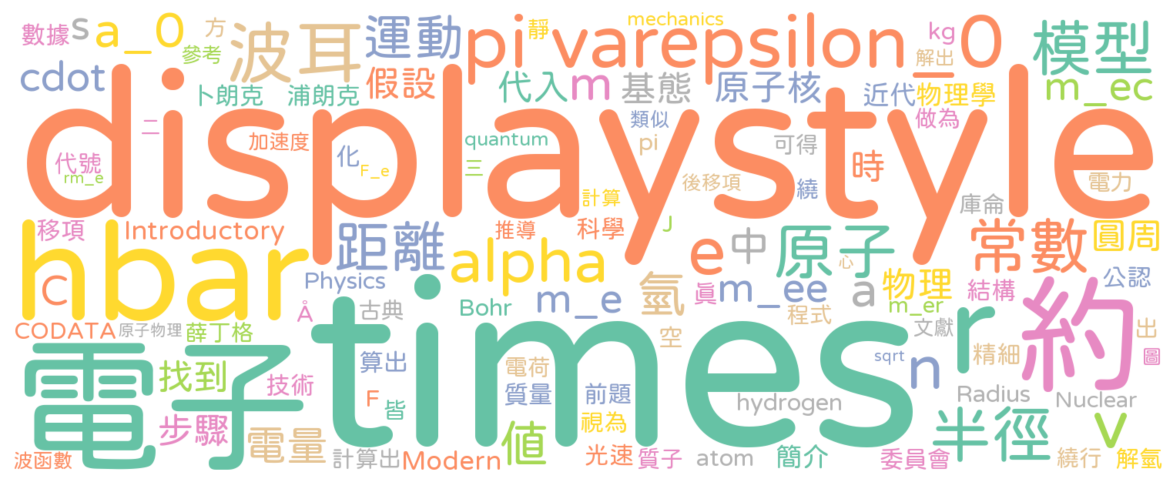 數據 s a_0 方 參考 波耳 運動 pi 靜 varepsilon_0 mechanics kg 解出 模型
cdot 卜朗克 浦朗克 假設 代入 m 基態 原子核 近代 物理學 做為 m_ec
displaystyle
二 代號 rm_e 加速度 化 F_e quantum 三 類似 pi 可得 時 電力
計算 後移項 繞 庫侖
移項 Introductory 距離 推導 科學 J 中 原子 常數 圓周
hbar C Physics alpha e 氫 眞 m_ee 心 a 物理 m_er 結構 公認
CODATA 原子物理 薛丁格 Å 古典 Bohr m_e 空 程式 文獻 r 約 出
電子 times 找到 技術 算出 電荷 sqrt n 精細 圖
步驟 F 皆 質量 前題 hydrogen Radius Nuclear
電量 值 視為 半徑 v
波函數 計算出 Modern 光速 質子 atom 簡介 委員會 繞行 解氫